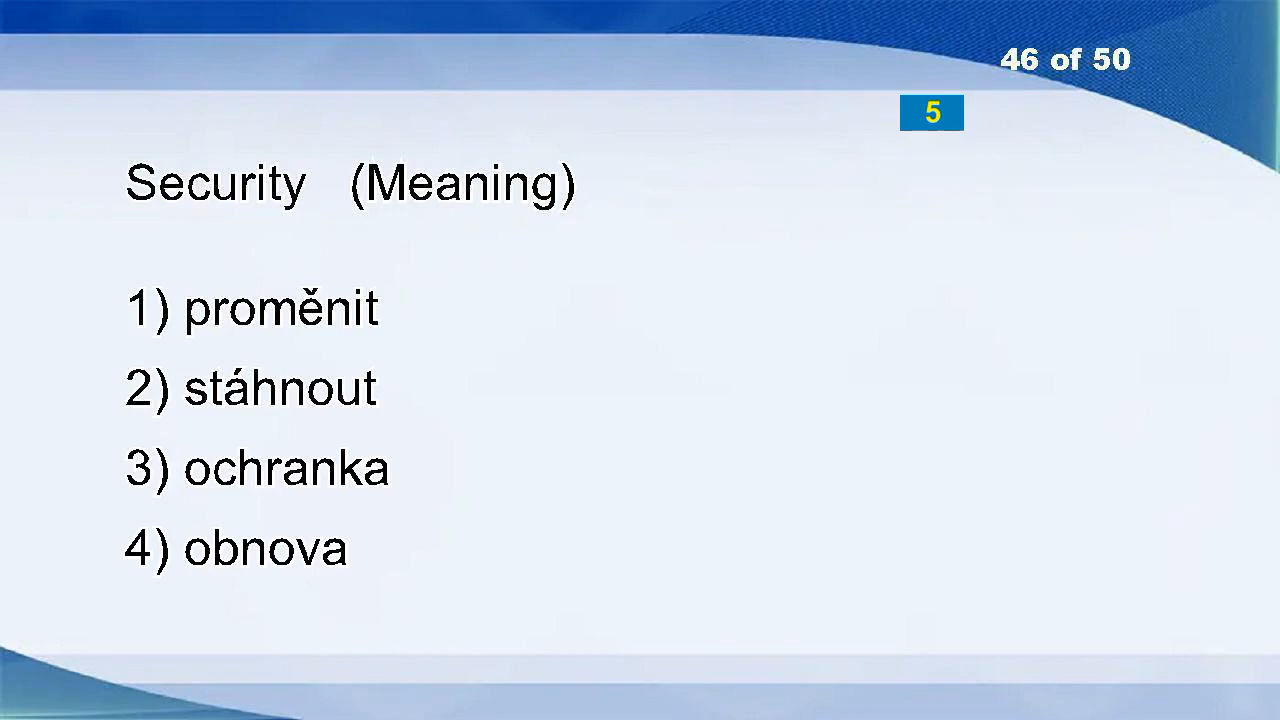 46 of 50
5
Security (Meaning)
1) proměnit
2) stáhnout
3) ochranka
4) obnova